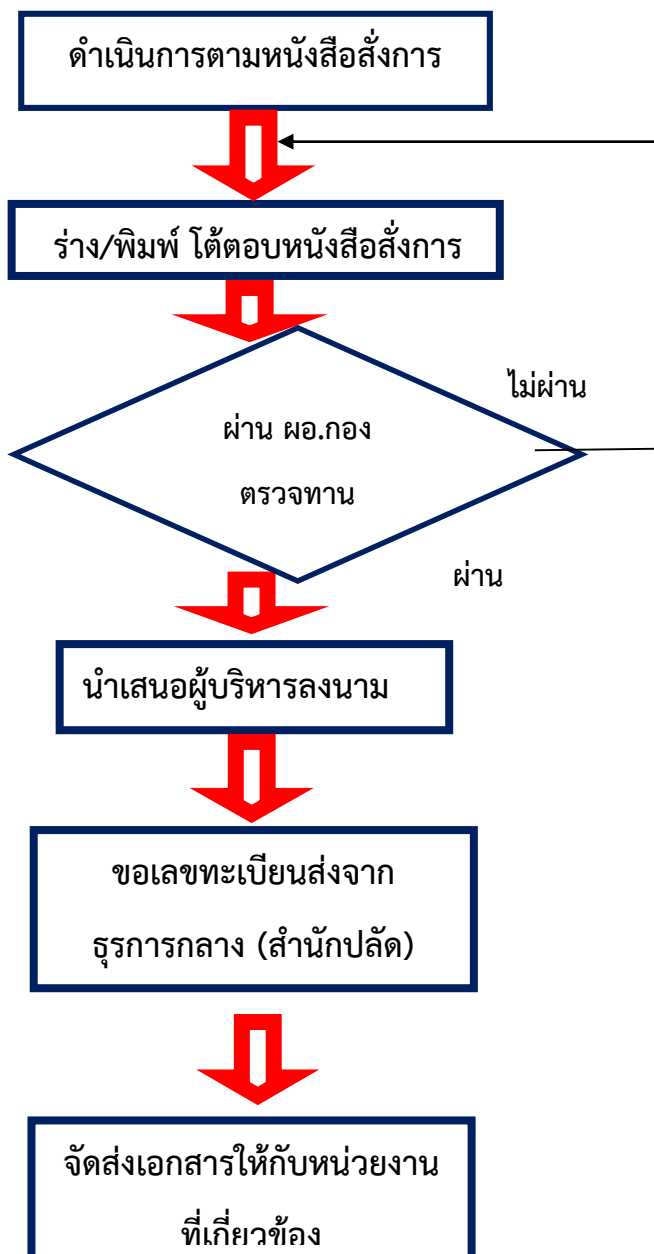 ดำเนินการตามหนังสือสั่งการ
ร่าง/พิมพ์ โต้ตอบหนังสือสั่งการ
ไม่ผ่าน
ผ่าน ผอ.กอง
ตรวจทาน
ผ่าน
นำเสนอผู้บริหารลงนาม
ขอเลขทะเบียนส่งจาก
ธุรการกลาง (สำนักปลัด)
จัดส่งเอกสารให้กับหน่วยงาน
ที่เกี่ยวข้อง